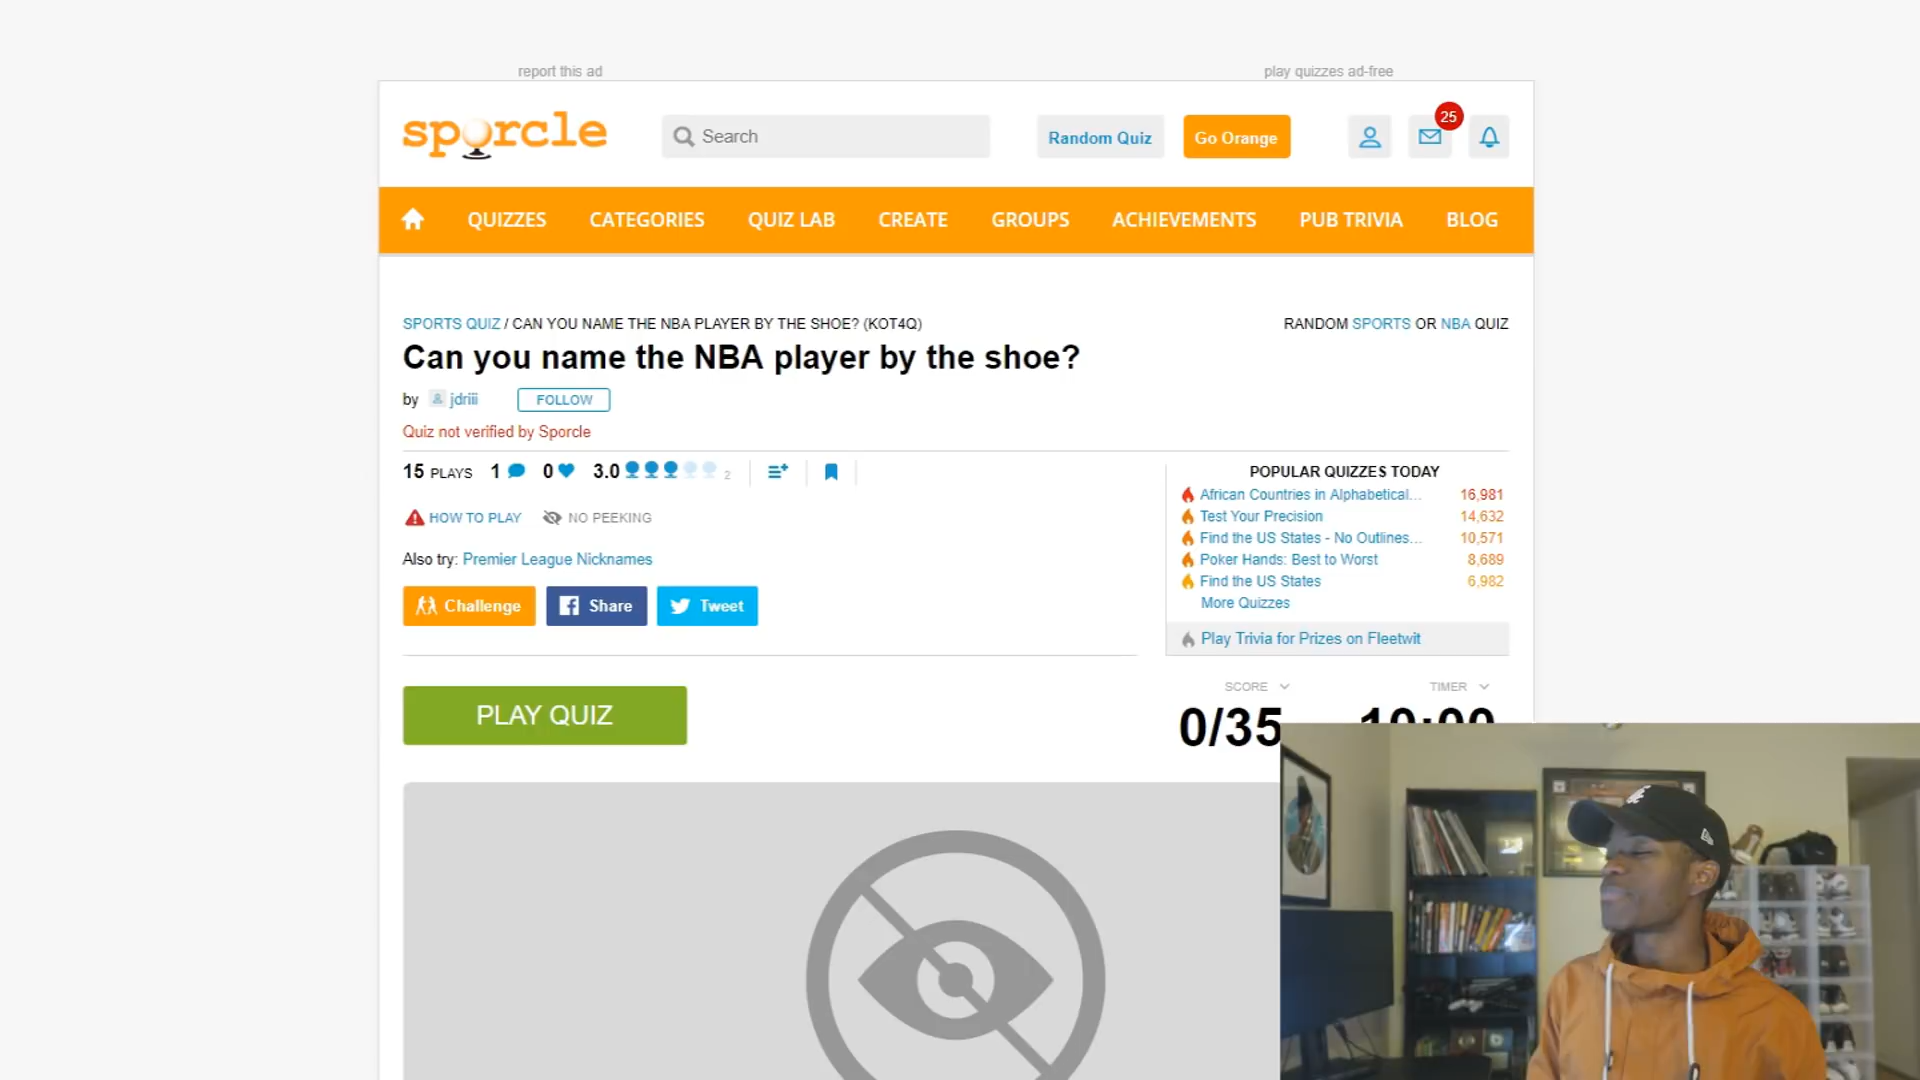 report this ad
play quizzes ad-free
sporcle
Search
Random Quiz
Go Orange
25
QUIZZES
CATEGORIES
QUIZ LAB
CREATE
GROUPS
ACHIEVEMENTS
PUB TRIVIA
BLOG
SPORTS QUIZ / CAN YOU NAME THE NBA PLAYER BY THE SHOE? (KOT4Q)
RANDOM SPORTS OR NBA QUIZ
Can you name the NBA player by the shoe?
by jdriii
FOLLOW
Quiz not verified by Sporcle
15 PLAYS 1 0 3.0 2
HOW TO PLAY
NO PEEKING
Also try: Premier League Nicknames
Challenge
Share
Tweet
POPULAR QUIZZES TODAY
African Countries in Alphabetical... 16,981
Test Your Precision 14,632
Find the US States - No Outlines... 10,571
Poker Hands: Best to Worst 8,689
Find the US States 6,982
More Quizzes
Play Trivia for Prizes on Fleetwit
PLAY QUIZ
SCORE
0/35
TIMER